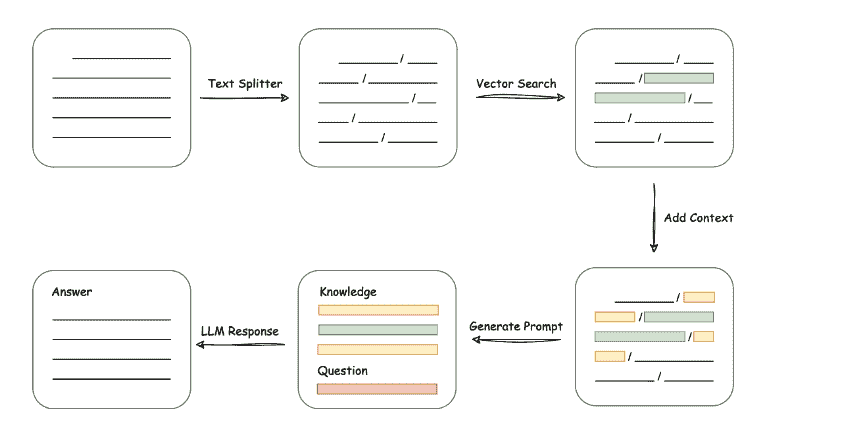 Text Splitter
Vector Search
Add Context
Generate Prompt
Knowledge
Question
LLM Response
Answer